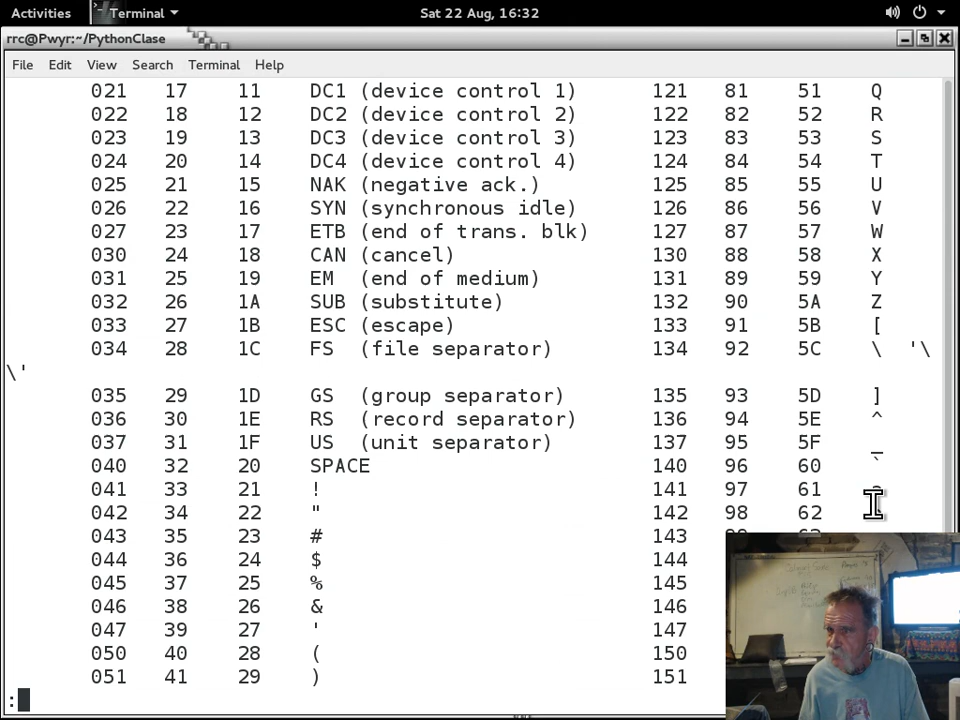 Activities Terminal Sat 22 Aug, 16:32
rrc@Pwyr:~/PythonClase
File Edit View Search Terminal Help
021 17 11 DC1 (device control 1) 121 81 51 Q
022 18 12 DC2 (device control 2) 122 82 52 R
023 19 13 DC3 (device control 3) 123 83 53 S
024 20 14 DC4 (device control 4) 124 84 54 T
025 21 15 NAK (negative ack.) 125 85 55 U
026 22 16 SYN (synchronous idle) 126 86 56 V
027 23 17 ETB (end of trans. blk) 127 87 57 W
030 24 18 CAN (cancel) 130 88 58 X
031 25 19 EM (end of medium) 131 89 59 Y
032 26 1A SUB (substitute) 132 90 5A Z
033 27 1B ESC (escape) 133 91 5B [
034 28 1C FS (file separator) 134 92 5C \ '\
\'
035 29 1D GS (group separator) 135 93 5D ]
036 30 1E RS (record separator) 136 94 5E ^
037 31 1F US (unit separator) 137 95 5F _
040 32 20 SPACE 140 96 60 `
041 33 21 ! 141 97 61
042 34 22 " 142 98 62
043 35 23 # 143
044 36 24 $ 144
045 37 25 % 145
046 38 26 & 146
047 39 27 ' 147
050 40 28 ( 150
051 41 29 ) 151
: